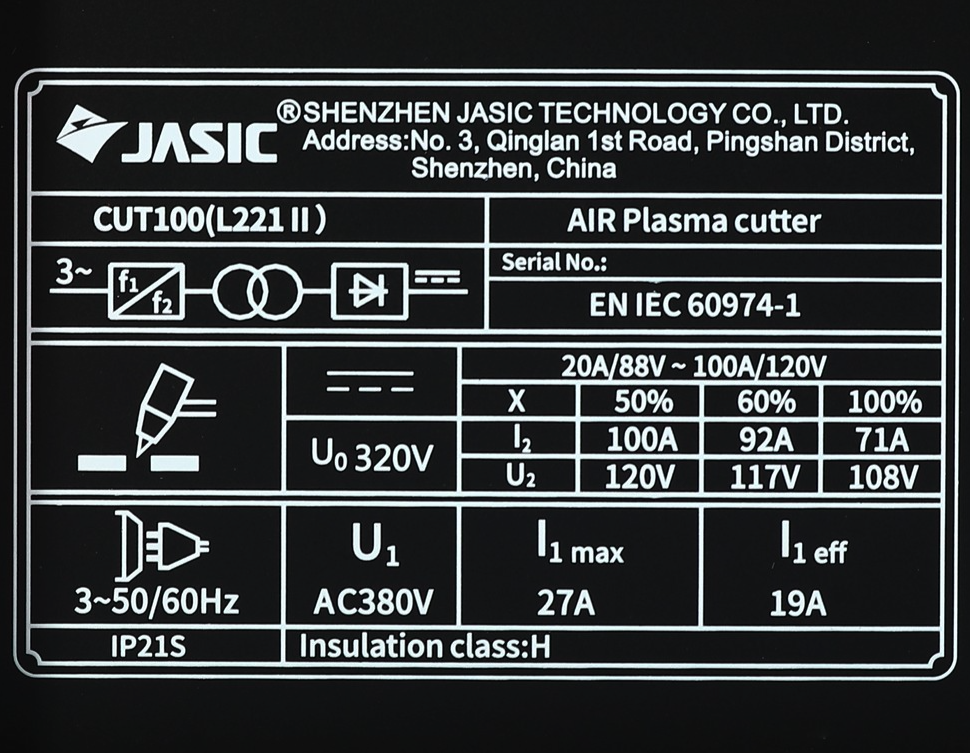 JASIC
®SHENZHEN JASIC TECHNOLOGY CO., LTD.
Address:No. 3, Qinglan 1st Road, Pingshan District,
Shenzhen, China
CUT100(L221 II)
AIR Plasma cutter
3~ f1 f2
Serial No.:
EN IEC 60974-1
20A/88V ~ 100A/120V
X 50% 60% 100%
U0 320V
I2 100A 92A 71A
U2 120V 117V 108V
3~50/60Hz
U1
AC380V
I1 max
27A
I1 eff
19A
IP21S
Insulation class:H